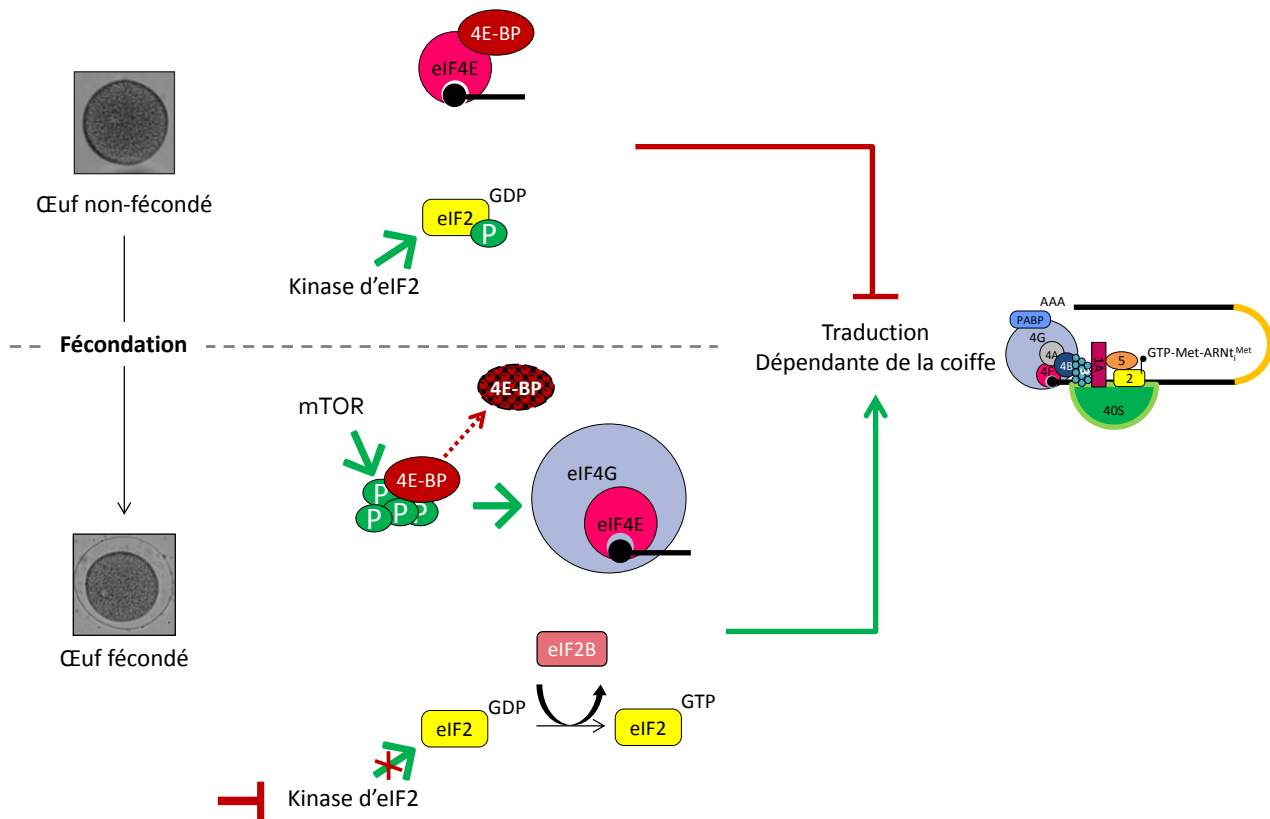 4E-BP
eIF4E
Œuf non-fécondé
GDP
eIF2
P
Kinase d'eIF2
Fécondation
Traduction
Dépendante de la coiffe
AAA
PABP
4G
4A
4B
4E
3
1A
5
2
GTP-Met-ARNtᵢᴹᵉᵗ
40S
mTOR
4E-BP
4E-BP
P
P
P
P
eIF4G
eIF4E
Œuf fécondé
eIF2B
GDP
eIF2
GTP
eIF2
Kinase d'eIF2